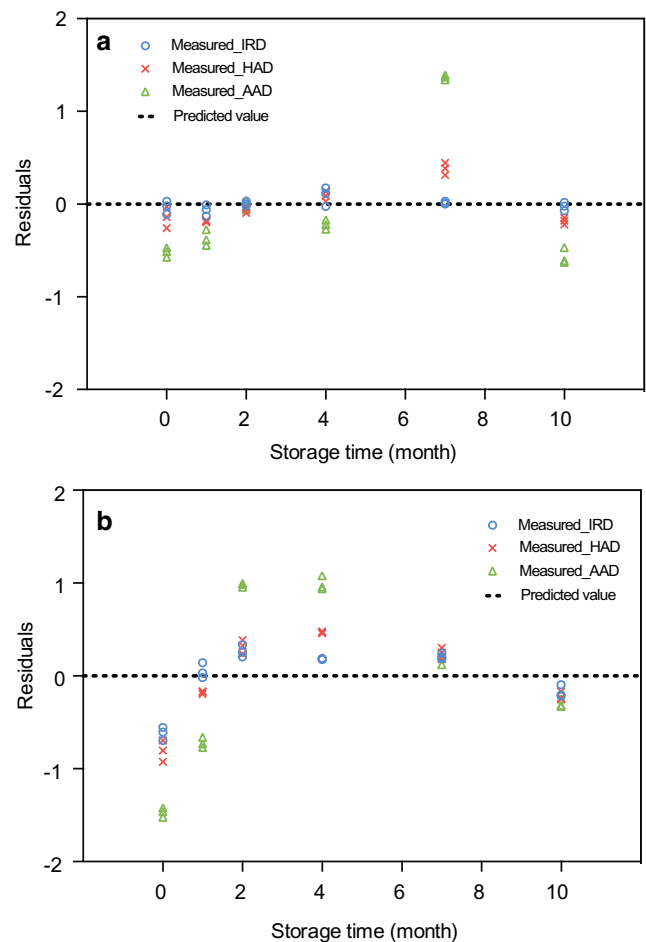 a
Measured_IRD
Measured_HAD
Measured_AAD
Predicted value
2
1
0
-1
-2
Residuals
0 2 4 6 8 10
Storage time (month)
b
Measured_IRD
Measured_HAD
Measured_AAD
Predicted value
2
1
0
-1
-2
Residuals
0 2 4 6 8 10
Storage time (month)